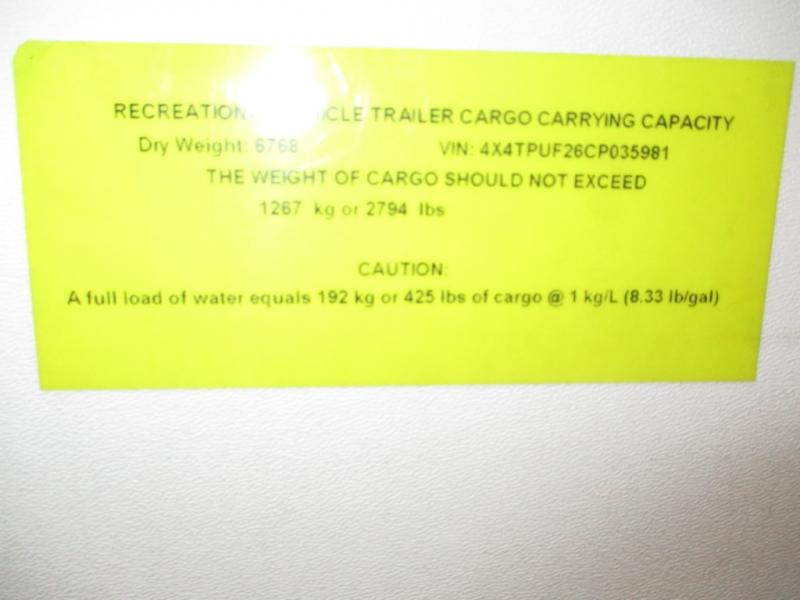 RECREATION ICLE TRAILER CARGO CARRYING CAPACITY
Dry Weight: 6768 VIN: 4X4TPUF26CP035981
THE WEIGHT OF CARGO SHOULD NOT EXCEED
1267 kg or 2794 lbs
CAUTION:
A full load of water equals 192 kg or 425 lbs of cargo @ 1 kg/L (8.33 lb/gal)